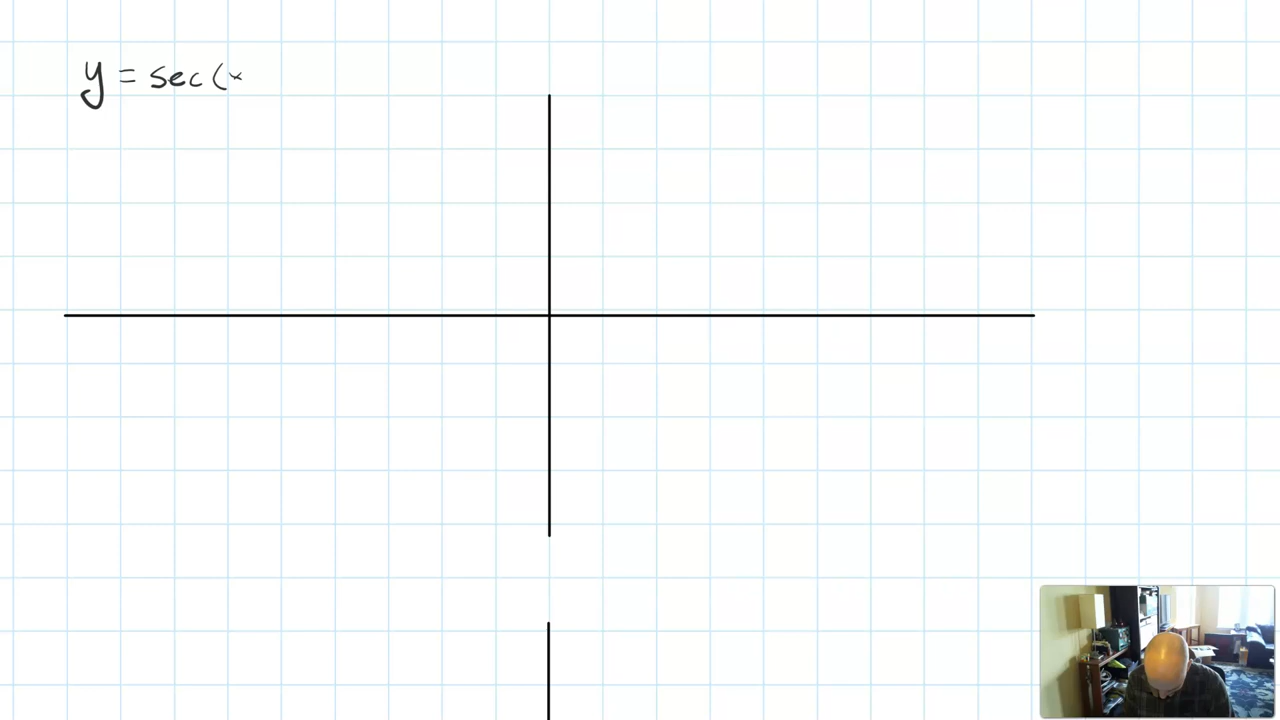 y = sec(x